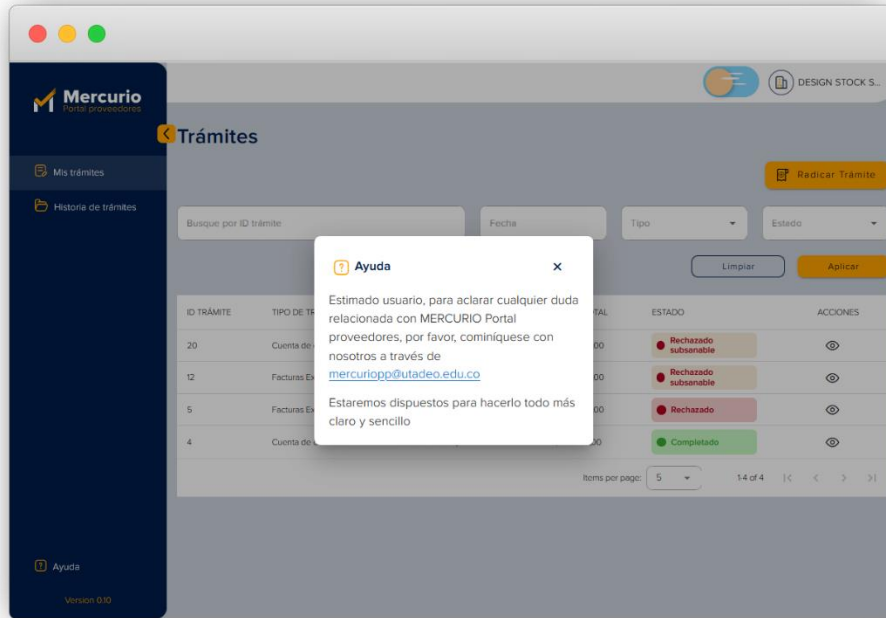 Mercurio
Portal proveedores
DESIGN STOCK S...
Trámites
Mis trámites
Historia de trámites
Radicar Trámite
Busque por ID trámite
Fecha
Tipo
Estado
Limpiar
Aplicar
Ayuda
Estimado usuario, para aclarar cualquier duda
relacionada con MERCURIO Portal
proveedores, por favor, cominíquese con
nosotros a través de
mercuriopp@utadeo.edu.co
Estaremos dispuestos para hacerlo todo más
claro y sencillo
ID TRÁMITE TIPO DE ESTADO ACCIONES
20 Cuenta de Rechazado
subsanable
12 Facturas Rechazado
subsanable
5 Facturas Rechazado
4 Cuenta de Completado
Items per page: 5 1-4 of 4
Ayuda
Version 0.10